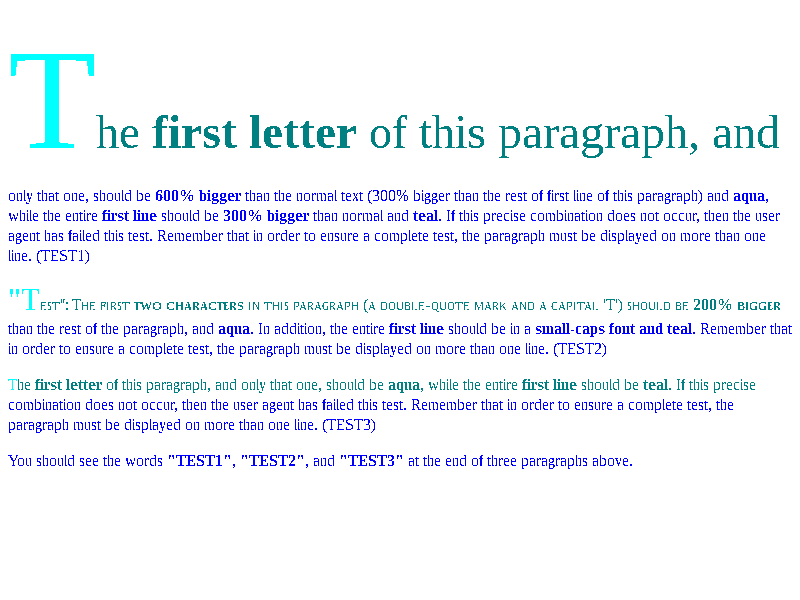 The first letter of this paragraph, and
only that one, should be 600% bigger than the normal text (300% bigger than the rest of first line of this paragraph) and aqua,
while the entire first line should be 300% bigger than normal and teal. If this precise combination does not occur, then the user
agent has failed this test. Remember that in order to ensure a complete test, the paragraph must be displayed on more than one
line. (TEST1)
"Test": The first two characters in this paragraph (a double-quote mark and a capital 'T') should be 200% bigger
than the rest of the paragraph, and aqua. In addition, the entire first line should be in a small-caps font and teal. Remember that
in order to ensure a complete test, the paragraph must be displayed on more than one line. (TEST2)
The first letter of this paragraph, and only that one, should be aqua, while the entire first line should be teal. If this precise
combination does not occur, then the user agent has failed this test. Remember that in order to ensure a complete test, the
paragraph must be displayed on more than one line. (TEST3)
You should see the words "TEST1", "TEST2", and "TEST3" at the end of three paragraphs above.